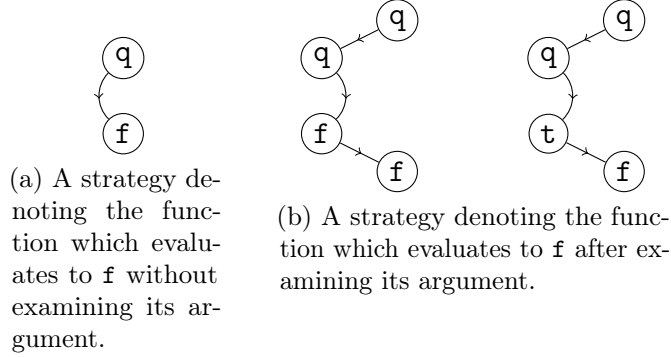 q
q
q
q
q
f
f
t
f
f
(a) A strategy de-
noting the func-
tion which evalu-
ates to f without
examining its ar-
gument.
(b) A strategy denoting the func-
tion which evaluates to f after ex-
amining its argument.